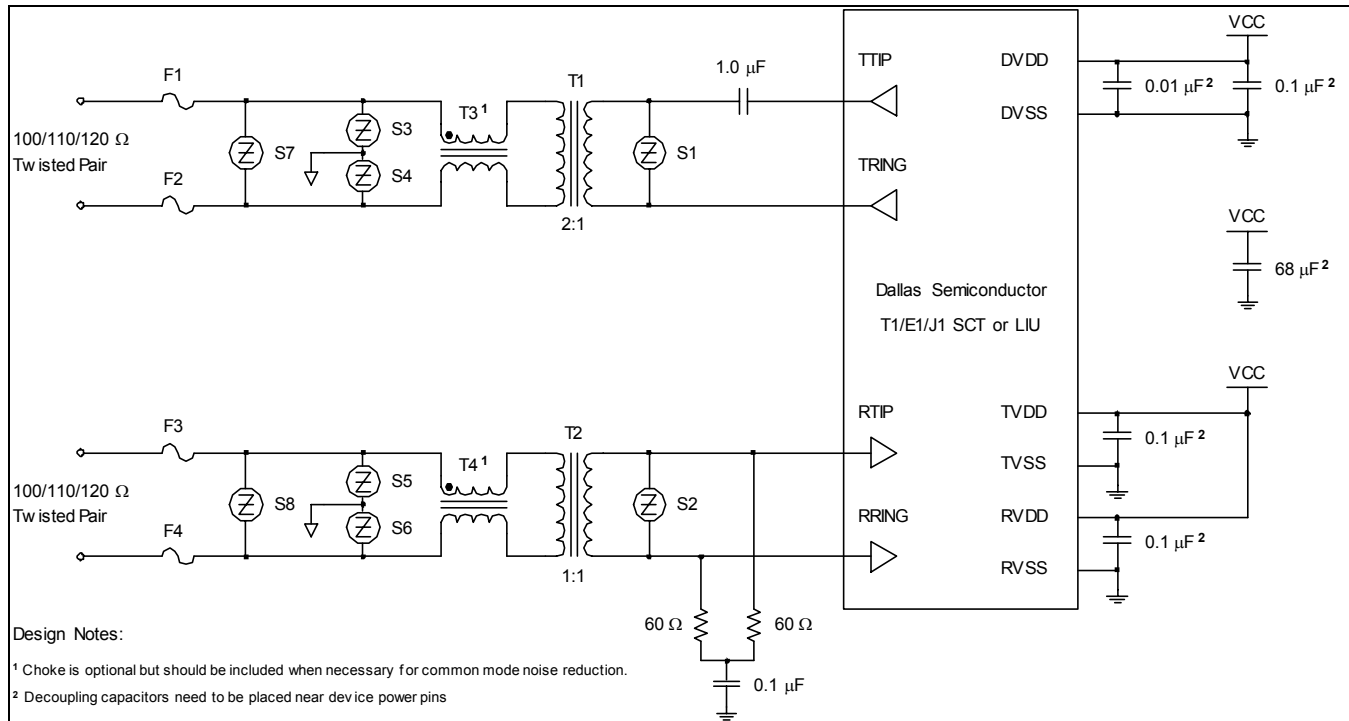 F1
F2
100/110/120 Ω
Twisted Pair
S7
S3
S4
T3¹
T1
2:1
S1
1.0 μF
TTIP
TRING
DVDD
DVSS
VCC
0.01 μF²
0.1 μF²
VCC
68 μF²
Dallas Semiconductor
T1/E1/J1 SCT or LIU
F3
F4
100/110/120 Ω
Twisted Pair
S8
S5
S6
T4¹
T2
1:1
S2
60 Ω
60 Ω
0.1 μF
RTIP
RRING
TVDD
TVSS
RVDD
RVSS
VCC
0.1 μF²
0.1 μF²
Design Notes:
¹ Choke is optional but should be included when necessary for common mode noise reduction.
² Decoupling capacitors need to be placed near device power pins